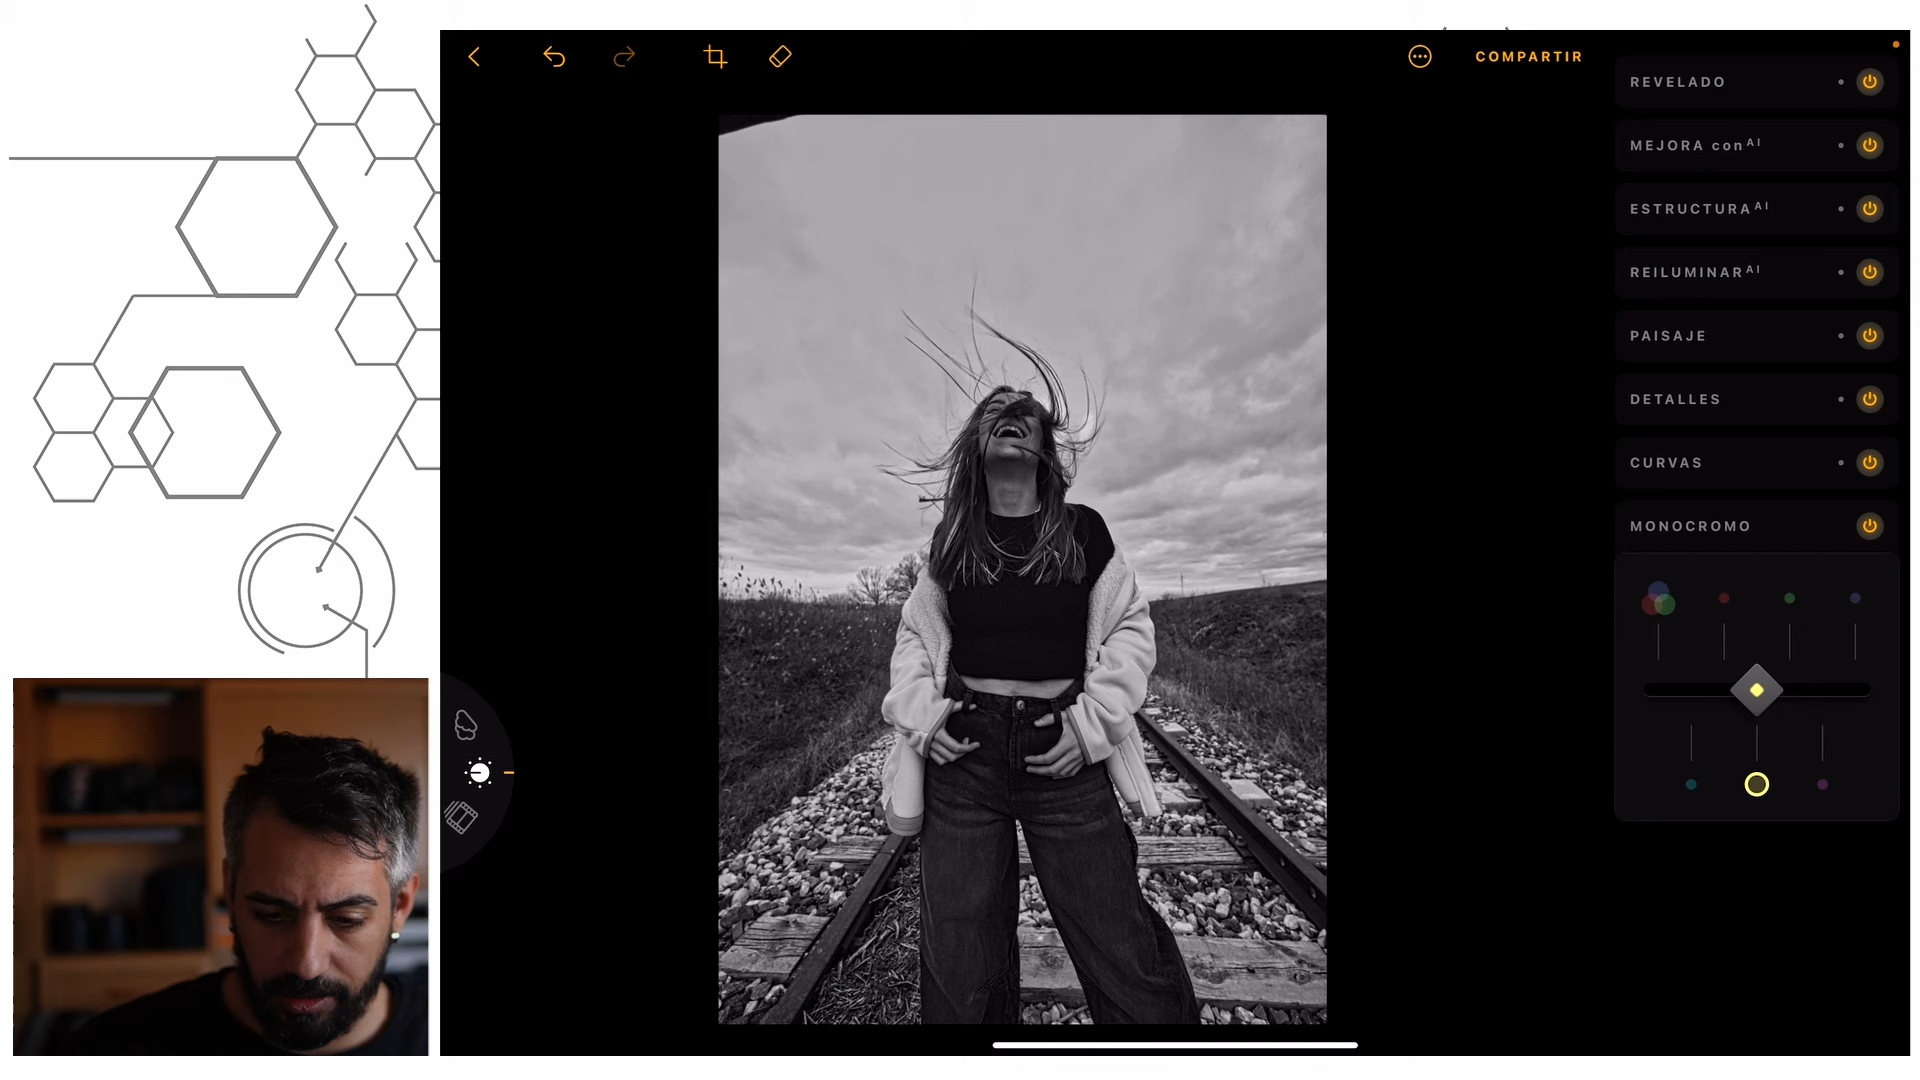 COMPARTIR
REVELADO
MEJORA con AI
ESTRUCTURA AI
REILUMINAR AI
PAISAJE
DETALLES
CURVAS
MONOCROMO